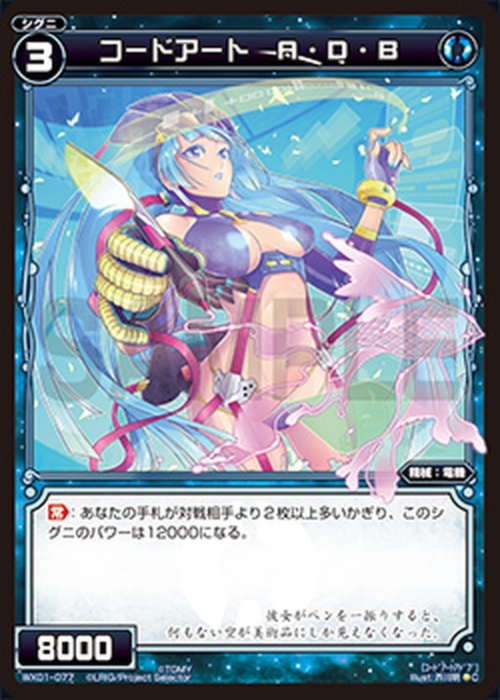 シグニ
3
コードアート A・D・B
SAMPLE
精械：電機
常：あなたの手札が対戦相手より２枚以上多いかぎり、このシ
グニのパワーは12000になる。
彼女がペンを一振りすると、
何もない空が美術品にしか見えなくなった。
8000
WX01-077
©TOMY
©LRIG/Project Selector
C